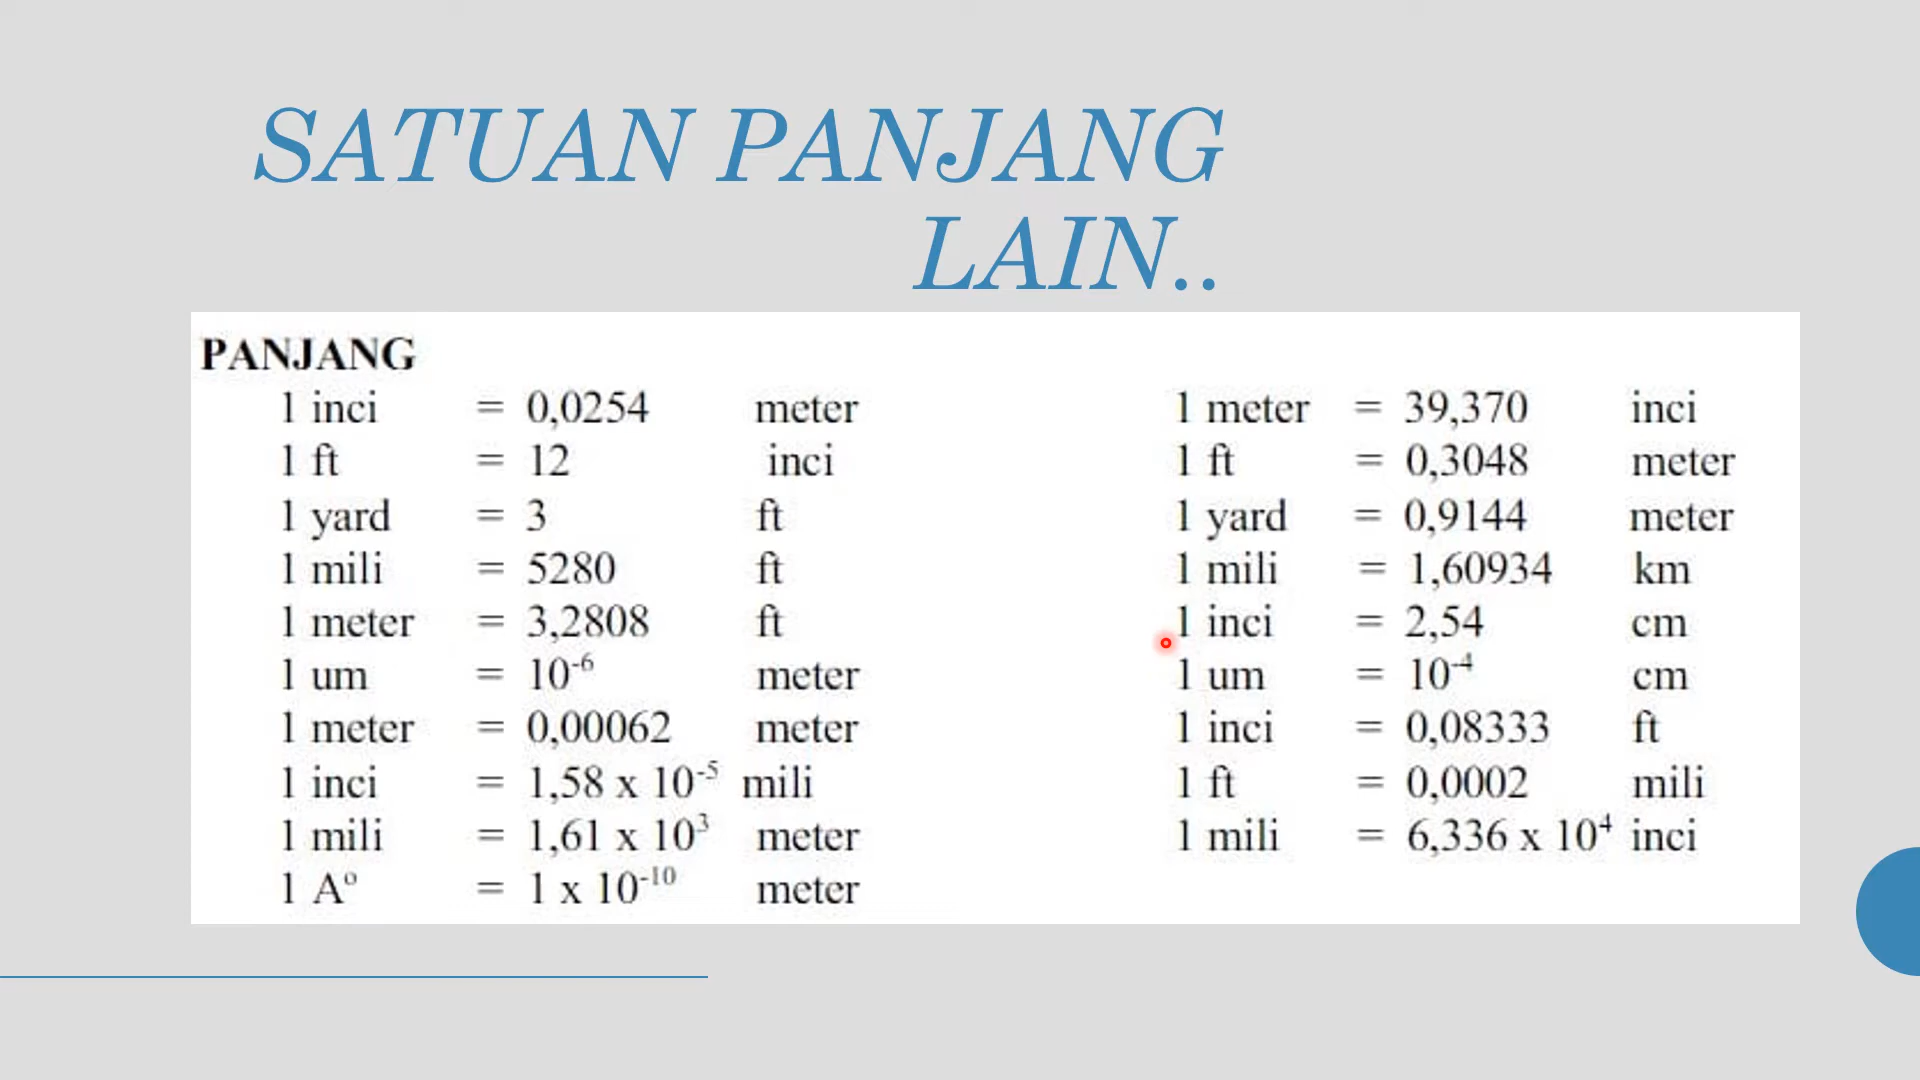 SATUAN PANJANG
LAIN..
PANJANG
1 inci = 0,0254 meter
1 ft = 12 inci
1 yard = 3 ft
1 mili = 5280 ft
1 meter = 3,2808 ft
1 um = 10⁻⁶ meter
1 meter = 0,00062 meter
1 inci = 1,58 x 10⁻⁵ mili
1 mili = 1,61 x 10³ meter
1 A° = 1 x 10⁻¹⁰ meter
1 meter = 39,370 inci
1 ft = 0,3048 meter
1 yard = 0,9144 meter
1 mili = 1,60934 km
1 inci = 2,54 cm
1 um = 10⁻⁴ cm
1 inci = 0,08333 ft
1 ft = 0,0002 mili
1 mili = 6,336 x 10⁴ inci